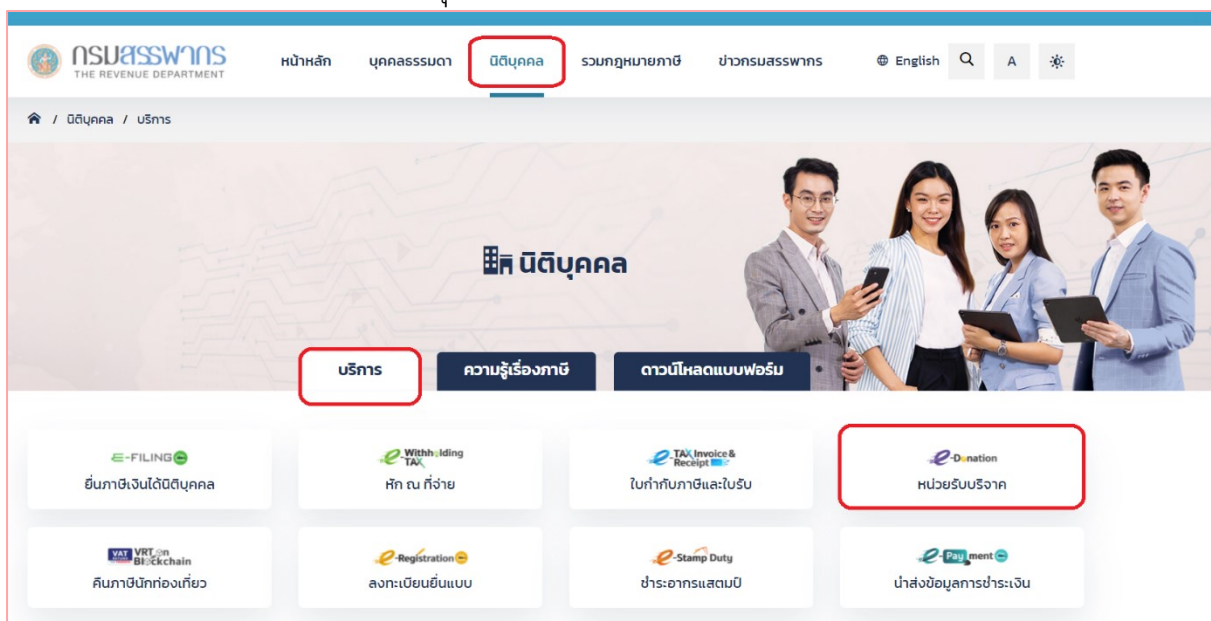 กรมสรรพากร
THE REVENUE DEPARTMENT
หน้าหลัก บุคคลธรรมดา นิติบุคคล รวมกฎหมายภาษี ข่าวกรมสรรพากร English A
/ นิติบุคคล / บริการ
นิติบุคคล
บริการ ความรู้เรื่องภาษี ดาวน์โหลดแบบฟอร์ม
E-FILING
ยื่นภาษีเงินได้นิติบุคคล
e-Withholding TAX
หัก ณ ที่จ่าย
e-TAX Invoice & Receipt
ใบกำกับภาษีและใบรับ
e-Donation
หน่วยรับบริจาค
VAT VRT on Blockchain
คืนภาษีนักท่องเที่ยว
e-Registration
ลงทะเบียนยื่นแบบ
e-Stamp Duty
ชำระอากรแสตมป์
e-Payment
นำส่งข้อมูลการชำระเงิน